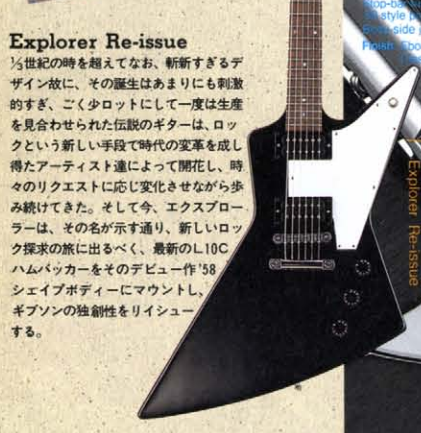 Explorer Re-issue
⅓世紀の時を超えてなお、斬新すぎるデ
ザイン故に、その誕生はあまりにも刺激
的すぎ、ごく少ロットにして一度は生産
を見合わせられた伝説のギターは、ロッ
クという新しい手段で時代の変革を成し
得たアーティスト達によって開花し、時
々のリクエストに応じ変化させながら歩
み続けてきた。そして今、エクスプロー
ラーは、その名が示す通り、新しいロッ
ク探求の旅に出るべく、最新のL10C
ハムバッカーをそのデビュー作'58
シェイプボディーにマウントし、
ギブソンの独創性をリイシュー
する。
Stop-bar
style
side
Finish
Explorer Re-issue